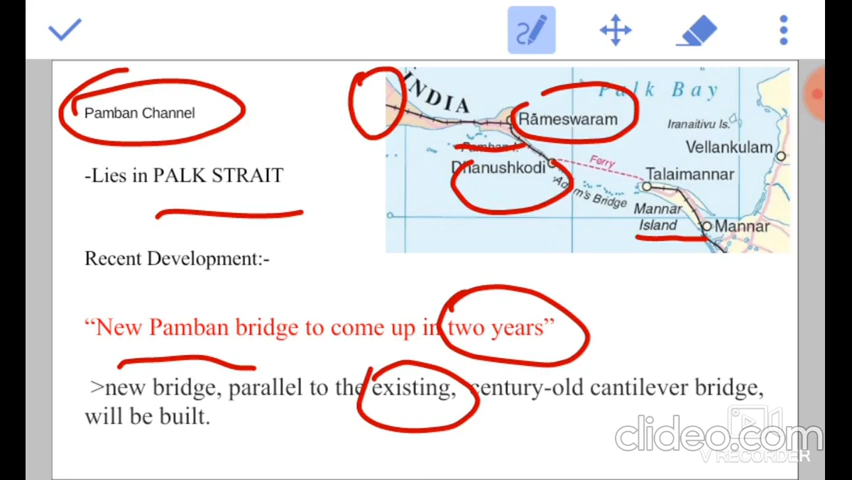 Pamban Channel
-Lies in PALK STRAIT
INDIA
Palk Bay
Rāmeswaram
Iranaitivu Is.
Pamban I.
Vellankulam
Dhanushkodi
Ferry
Talaimannar
Adam's Bridge
Mannar
Island
Mannar
Recent Development:-
“New Pamban bridge to come up in two years”
>new bridge, parallel to the existing, century-old cantilever bridge,
will be built.
clideo.com
V RECORDER